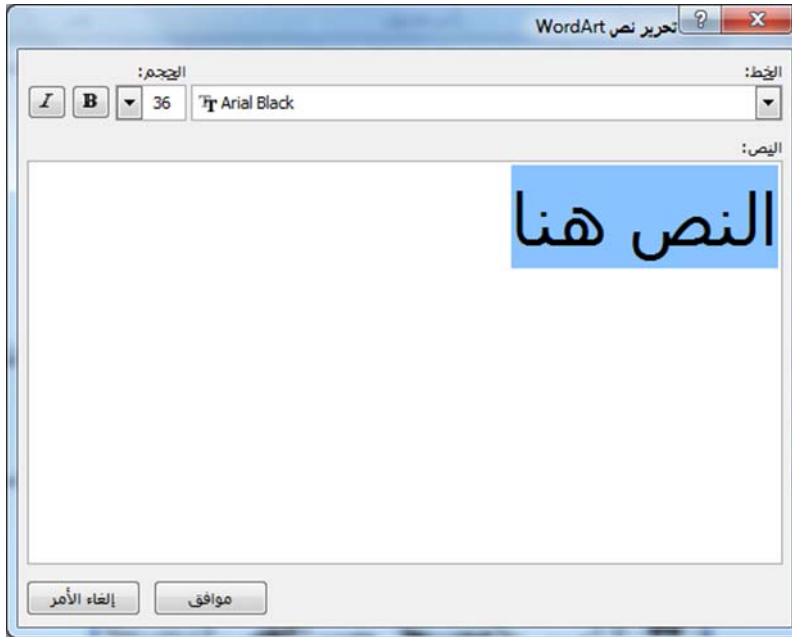 تحرير نص WordArt
الخط:
الحجم:
Arial Black
36
B
I
النص:
النص هنا
موافق
إلغاء الأمر